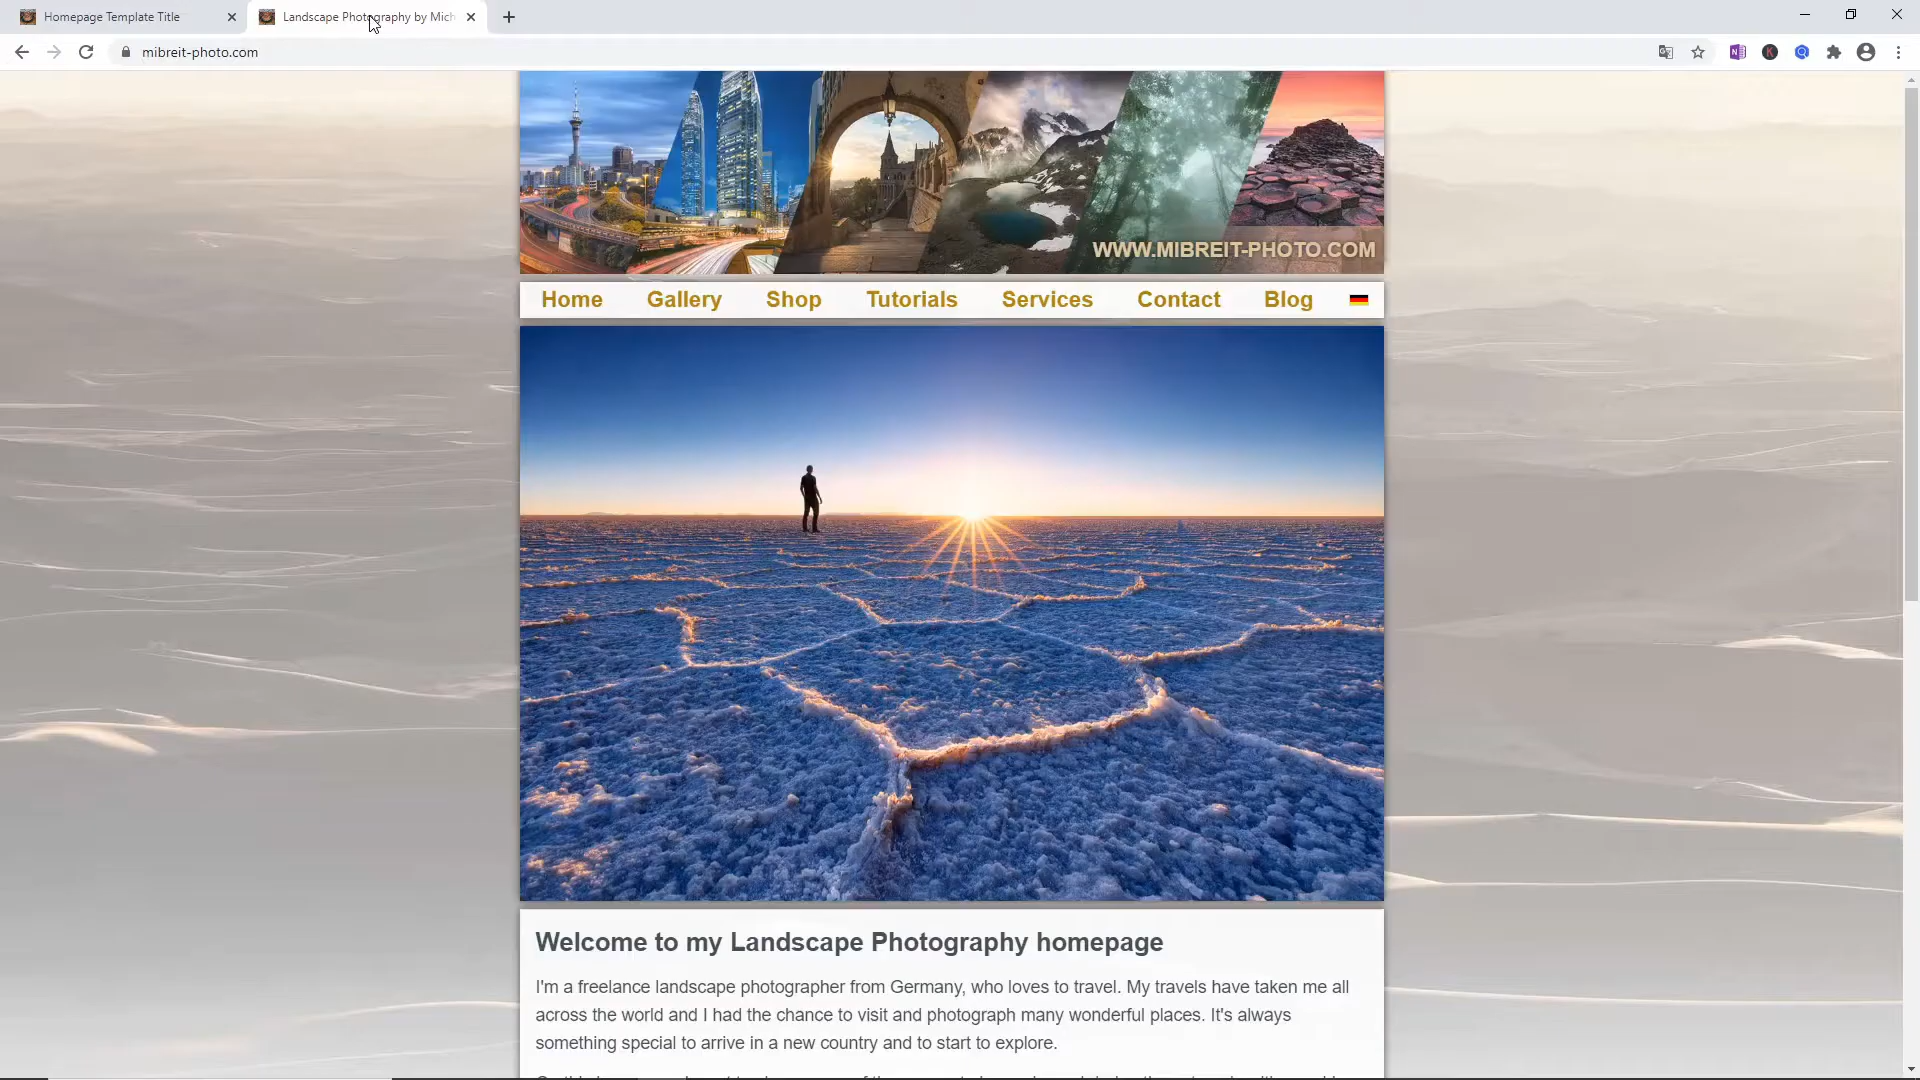 Homepage Template Title
Landscape Photography by Mich
mibreit-photo.com
WWW.MIBREIT-PHOTO.COM
Home Gallery Shop Tutorials Services Contact Blog
Welcome to my Landscape Photography homepage
I'm a freelance landscape photographer from Germany, who loves to travel. My travels have taken me all
across the world and I had the chance to visit and photograph many wonderful places. It's always
something special to arrive in a new country and to start to explore.